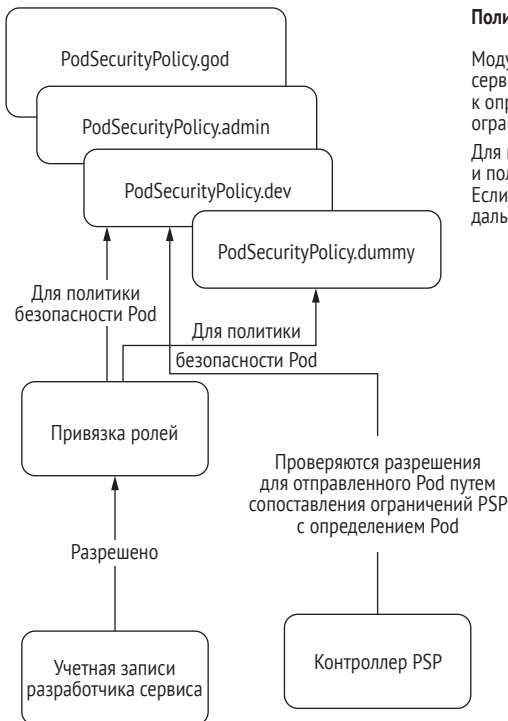 PodSecurityPolicy.god
PodSecurityPolicy.admin
PodSecurityPolicy.dev
PodSecurityPolicy.dummy
Для политики
безопасности Pod
Для политики
безопасности Pod
Привязка ролей
Проверяются разрешения
для отправленного Pod путем
сопоставления ограничений PSP
с определением Pod
Разрешено
Учетная записи
разработчика сервиса
Контроллер PSP